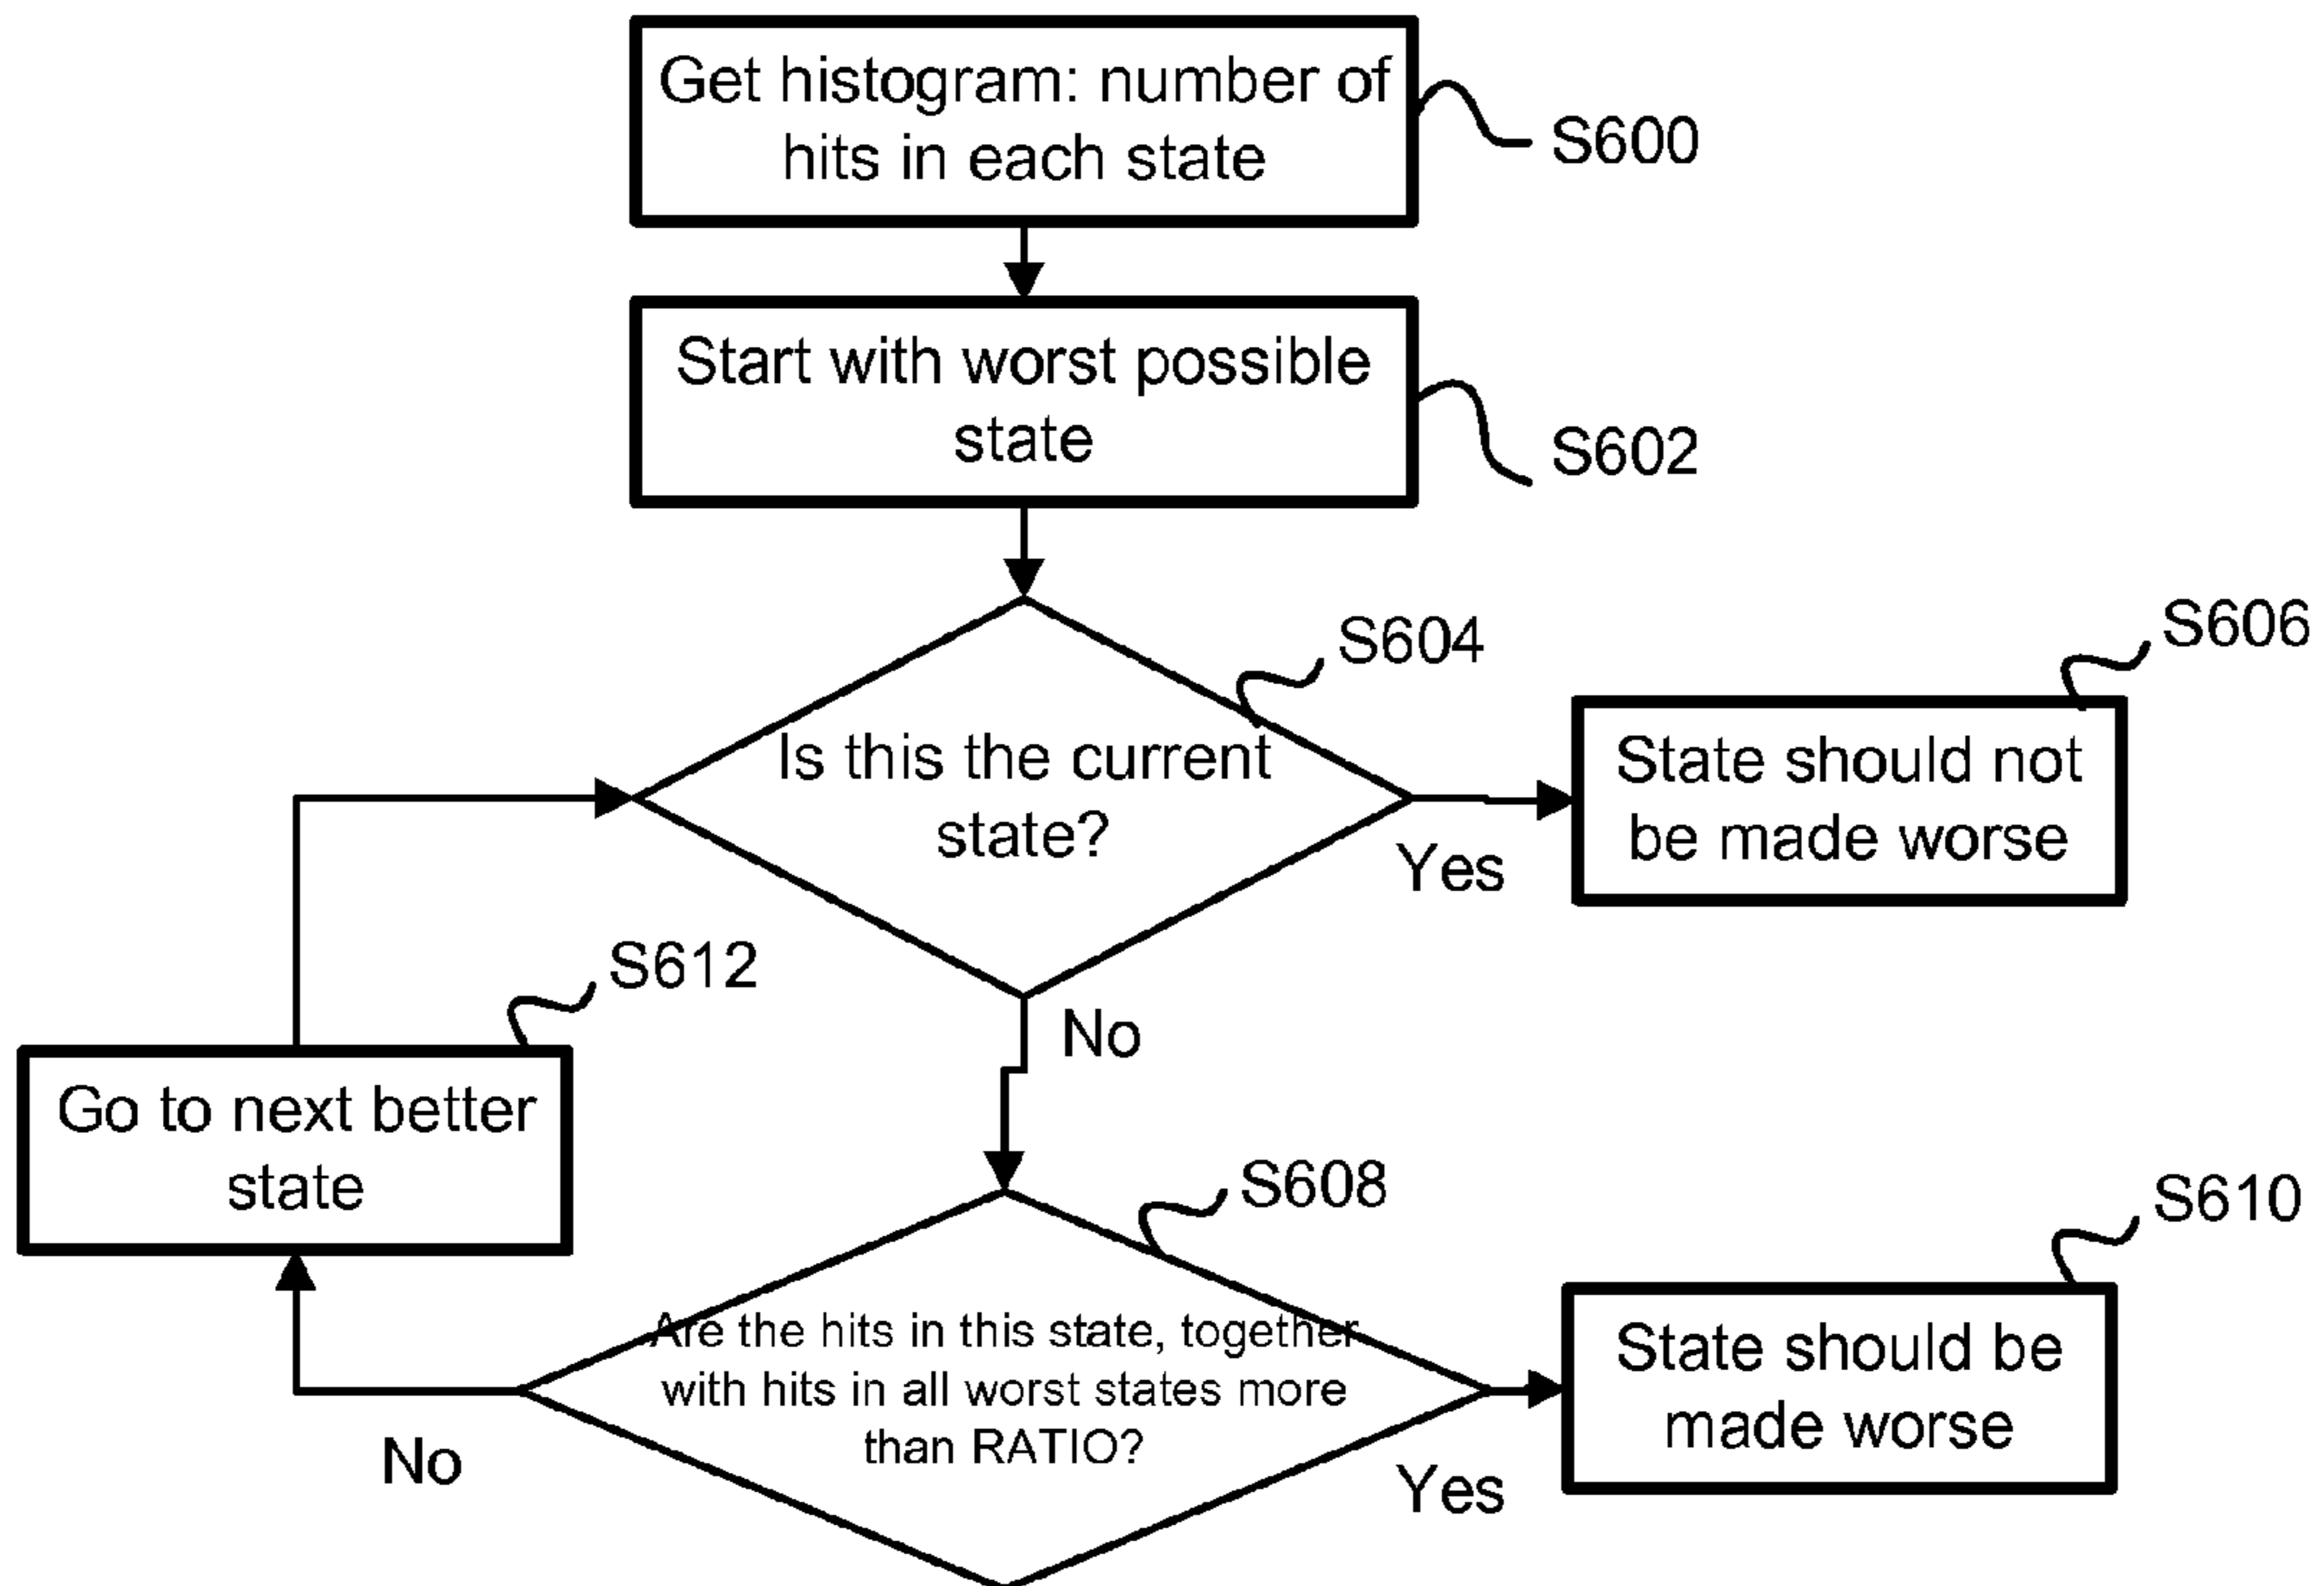 Get histogram: number of
hits in each state
S600
Start with worst possible
state
S602
S604
Is this the current
state?
Yes
S606
State should not
be made worse
No
S612
Go to next better
state
S608
Are the hits in this state, together
with hits in all worst states more
than RATIO?
No
Yes
S610
State should be
made worse